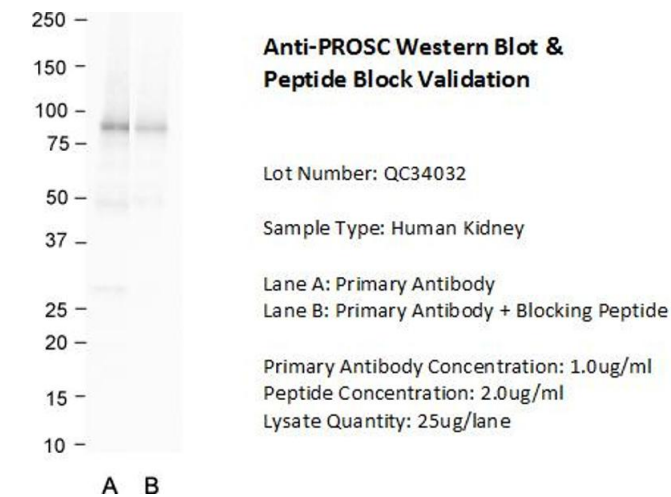 250
150
100
75
50
37
25
20
15
10
A B
Anti-PROSC Western Blot &
Peptide Block Validation
Lot Number: QC34032
Sample Type: Human Kidney
Lane A: Primary Antibody
Lane B: Primary Antibody + Blocking Peptide
Primary Antibody Concentration: 1.0ug/ml
Peptide Concentration: 2.0ug/ml
Lysate Quantity: 25ug/lane